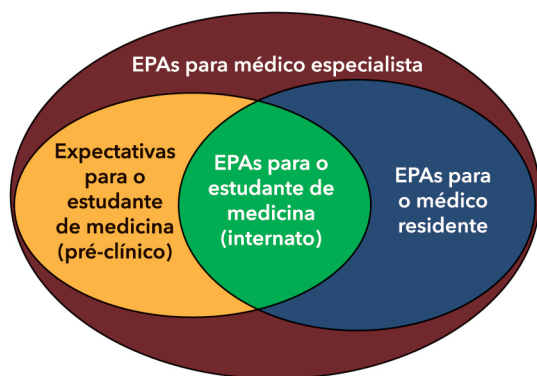 EPAs para médico especialista
Expectativas
para o
estudante
de medicina
(pré-clínico)
EPAs para o
estudante de
medicina
(internato)
EPAs para
o médico
residente